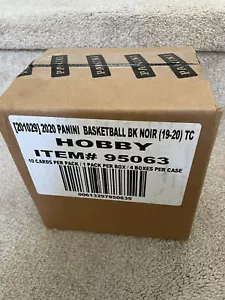 [201029] 2020 PANINI BASKETBALL BK NOIR (19-20) TC
HOBBY
ITEM# 95063
10 CARDS PER PACK / 1 PACK PER BOX / 4 BOXES PER CASE
00613297950639